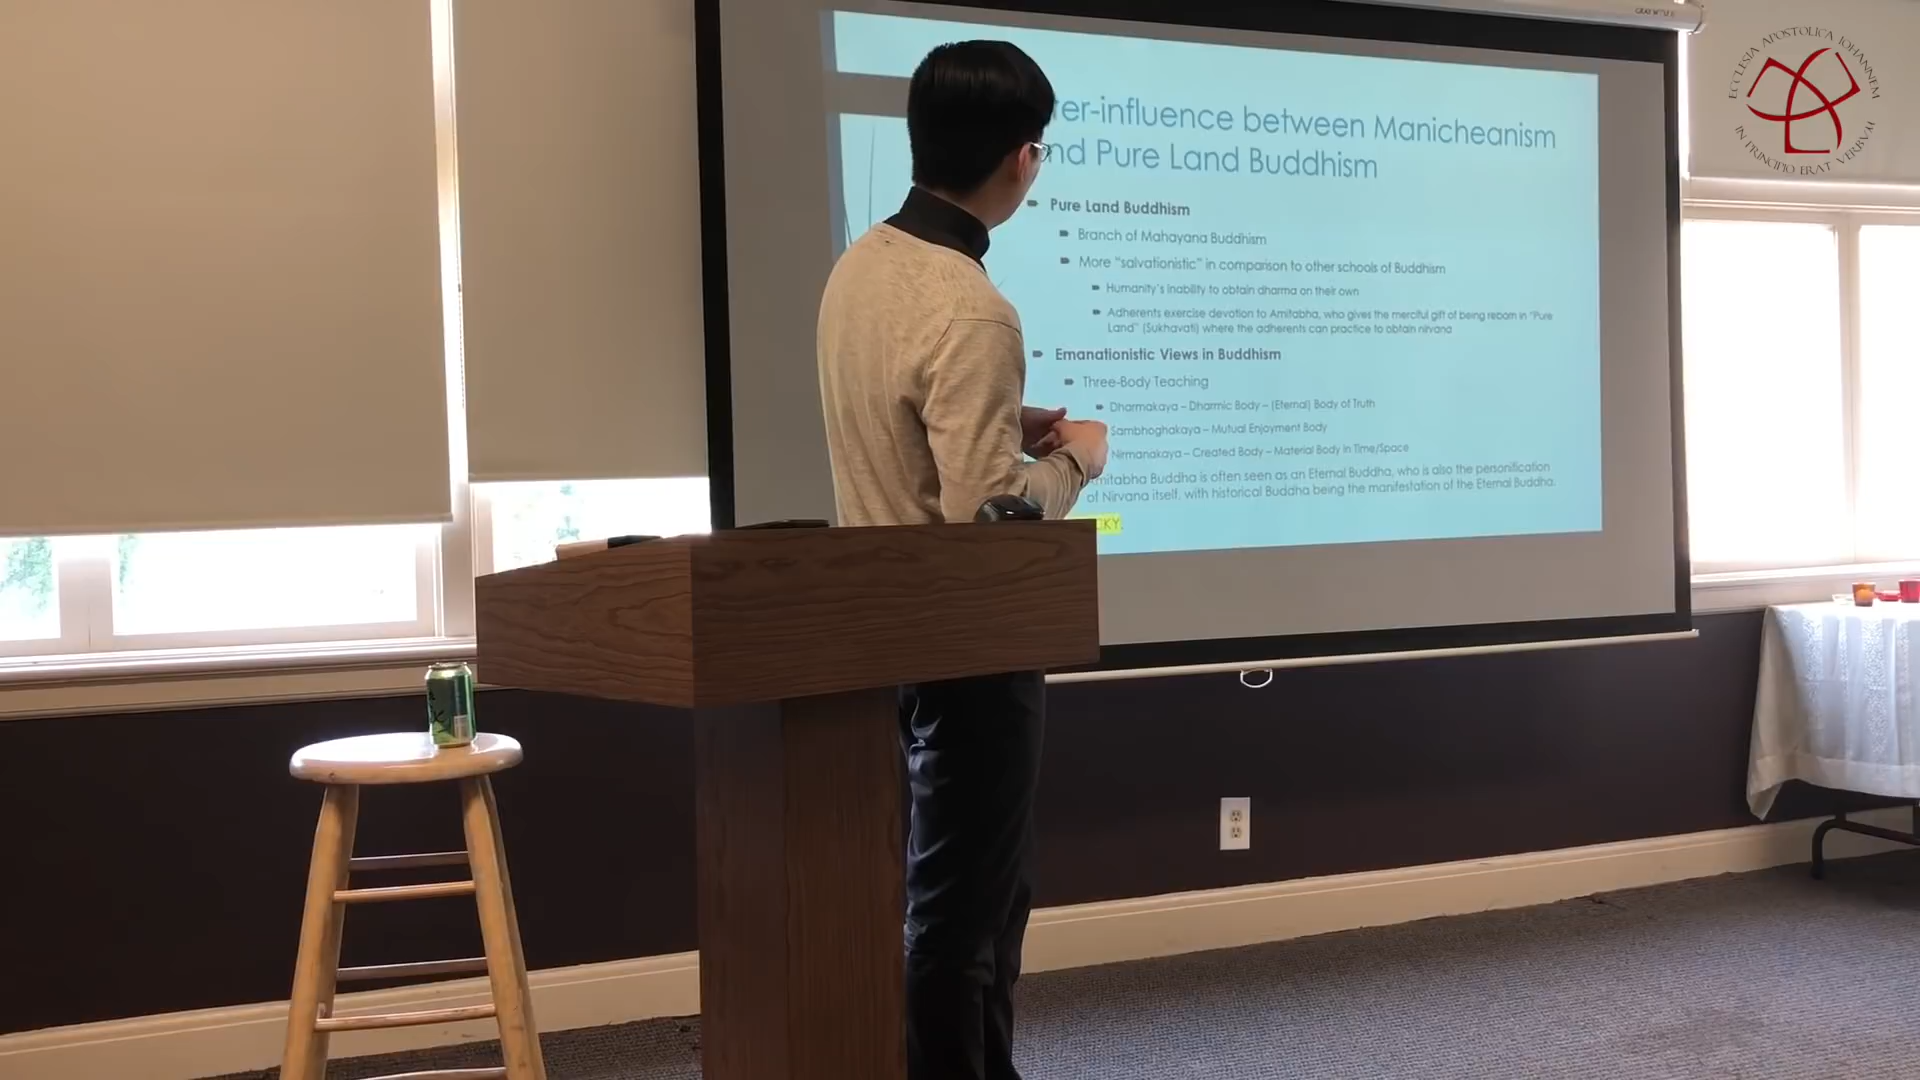 ter-influence between Manicheanism
nd Pure Land Buddhism
Pure Land Buddhism
Branch of Mahayana Buddhism
More “salvationistic” in comparison to other schools of Buddhism
Humanity’s inability to obtain dharma on their own
Adherents exercise devotion to Amitabha, who gives the merciful gift of being reborn in “Pure
Land” (Sukhavati) where the adherents can practice to obtain nirvana
Emanationistic Views in Buddhism
Three-Body Teaching
Dharmakaya – Dharmic Body – (Eternal) Body of Truth
Sambhoghakaya – Mutual Enjoyment Body
Nirmanakaya – Created Body – Material Body in Time/Space
Amitabha Buddha is often seen as an Eternal Buddha, who is also the personification
of Nirvana itself, with historical Buddha being the manifestation of the Eternal Buddha.
CKY.
ECCLESIA APOSTOLICA IOHANNEM
IN PRINCIPIO ERAT VERBVM